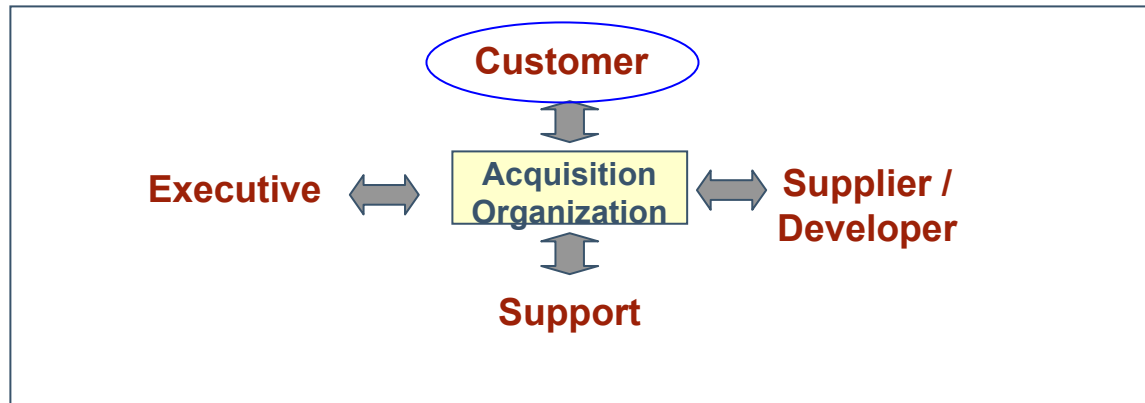 Customer
Executive
Acquisition
Organization
Supplier /
Developer
Support